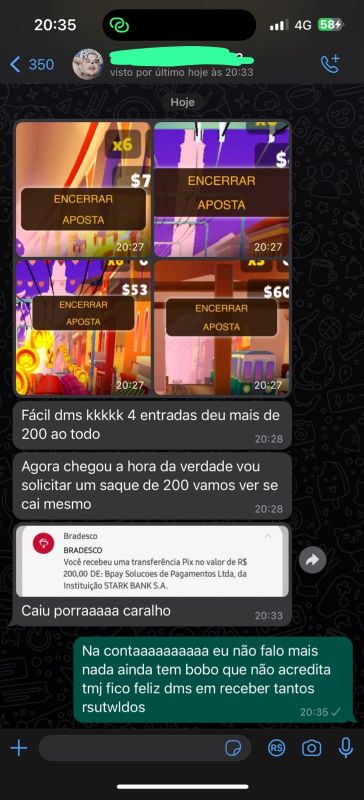 20:35
4G 58
350
visto por último hoje às 20:33
Hoje
x6
$7
ENCERRAR
APOSTA
20:27
$
ENCERRAR
APOSTA
20:27
$53
ENCERRAR
APOSTA
20:27
$60
ENCERRAR
APOSTA
20:27
Fácil dms kkkkk 4 entradas deu mais de
200 ao todo
20:28
Agora chegou a hora da verdade vou
solicitar um saque de 200 vamos ver se
cai mesmo
20:28
Bradesco
BRADESCO
Você recebeu uma transferência Pix no valor de R$
200,00 DE: Bpay Solucoes de Pagamentos Ltda, da
Instituição STARK BANK S.A.
Caiu porraaaaa caralho
20:33
Na contaaaaaaaaaa eu não falo mais
nada ainda tem bobo que não acredita
tmj fico feliz dms em receber tantos
rsutwldos
20:35
R$